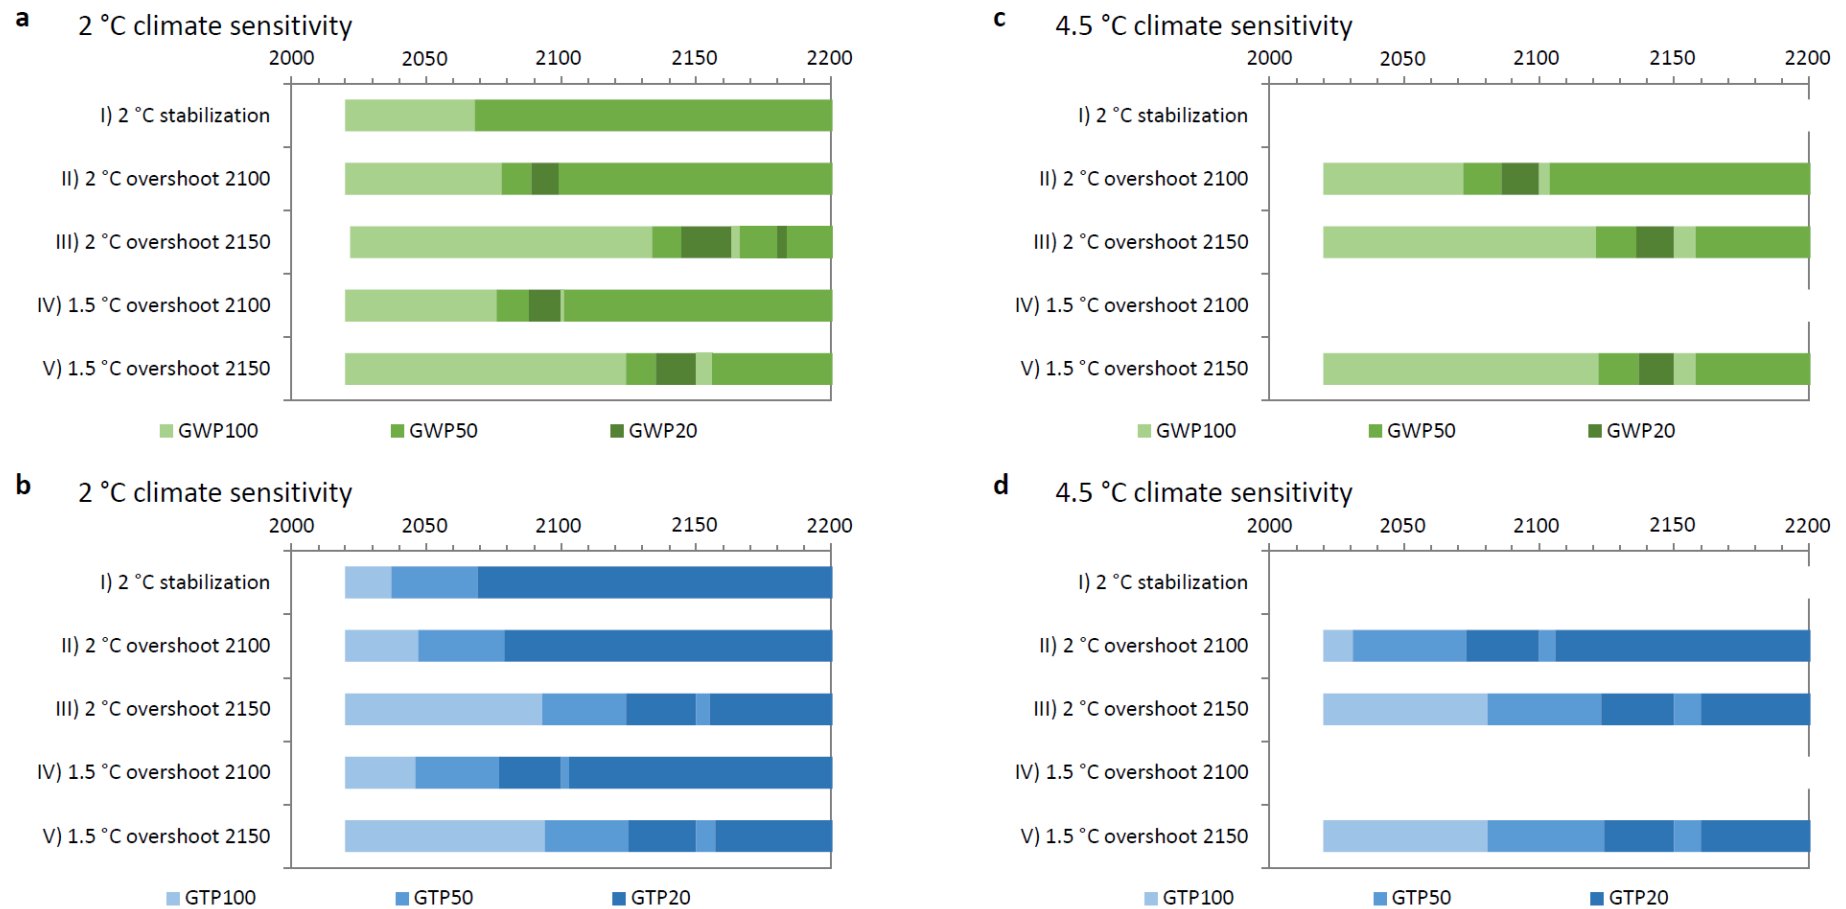 a 2 °C climate sensitivity
2000 2050 2100 2150 2200
I) 2 °C stabilization
II) 2 °C overshoot 2100
III) 2 °C overshoot 2150
IV) 1.5 °C overshoot 2100
V) 1.5 °C overshoot 2150
GWP100 GWP50 GWP20
c 4.5 °C climate sensitivity
2000 2050 2100 2150 2200
I) 2 °C stabilization
II) 2 °C overshoot 2100
III) 2 °C overshoot 2150
IV) 1.5 °C overshoot 2100
V) 1.5 °C overshoot 2150
GWP100 GWP50 GWP20
b 2 °C climate sensitivity
2000 2050 2100 2150 2200
I) 2 °C stabilization
II) 2 °C overshoot 2100
III) 2 °C overshoot 2150
IV) 1.5 °C overshoot 2100
V) 1.5 °C overshoot 2150
GTP100 GTP50 GTP20
d 4.5 °C climate sensitivity
2000 2050 2100 2150 2200
I) 2 °C stabilization
II) 2 °C overshoot 2100
III) 2 °C overshoot 2150
IV) 1.5 °C overshoot 2100
V) 1.5 °C overshoot 2150
GTP100 GTP50 GTP20